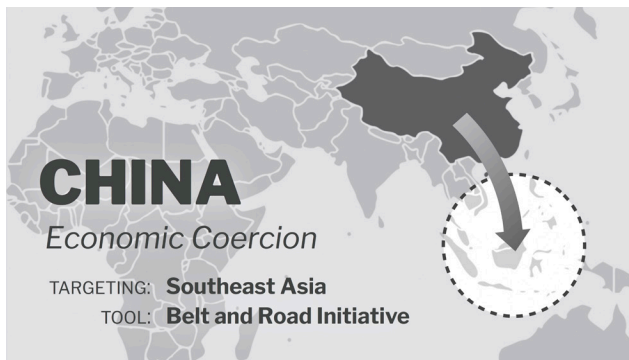 CHINA
Economic Coercion
TARGETING: Southeast Asia
TOOL: Belt and Road Initiative